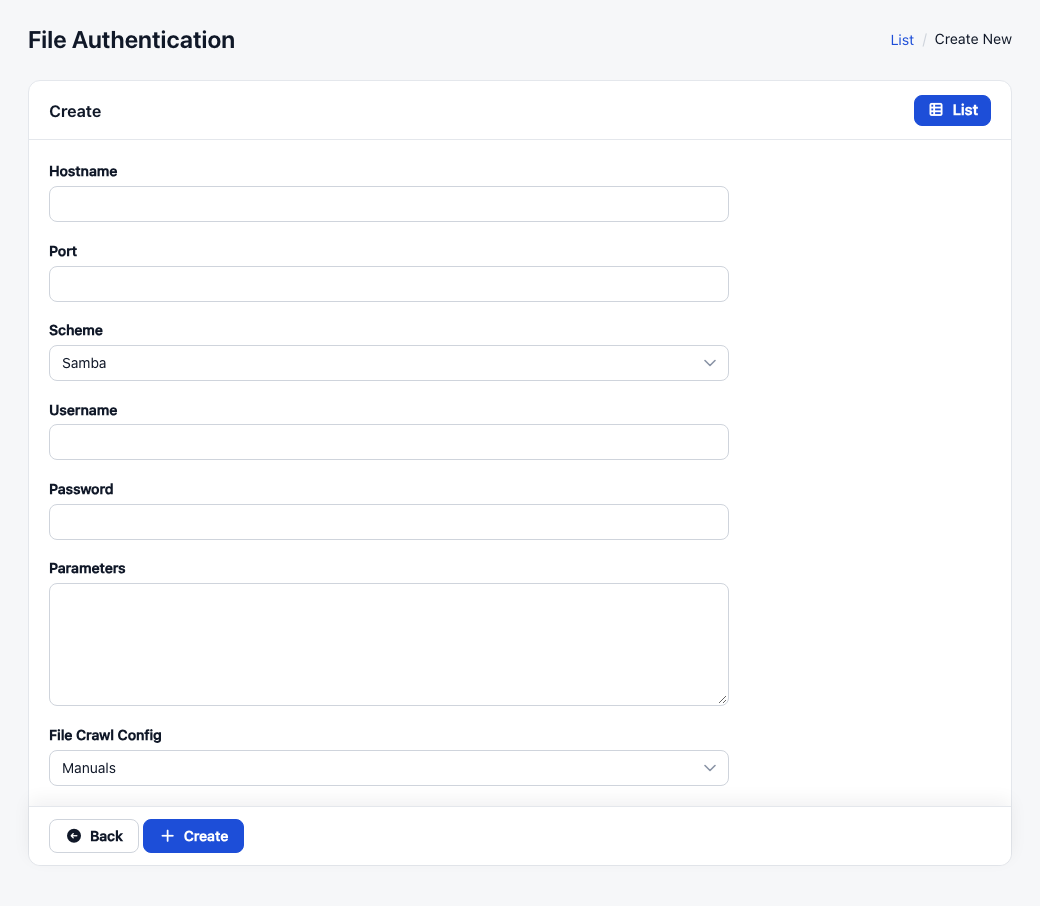 File Authentication
List / Create New
Create
List
Hostname
Port
Scheme
Samba
Username
Password
Parameters
File Crawl Config
Manuals
Back
Create